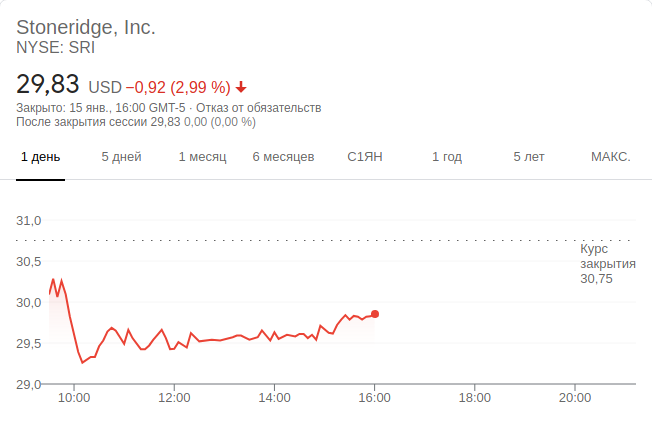 Stoneridge, Inc.
NYSE: SRI
29,83 USD −0,92 (2,99 %)
Закрыто: 15 янв., 16:00 GMT-5 · Отказ от обязательств
После закрытия сессии 29,83 0,00 (0,00 %)
1 день 5 дней 1 месяц 6 месяцев С1ЯН 1 год 5 лет МАКС.
31,0
Курс
закрытия
30,75
30,5
30,0
29,5
29,0
10:00 12:00 14:00 16:00 18:00 20:00